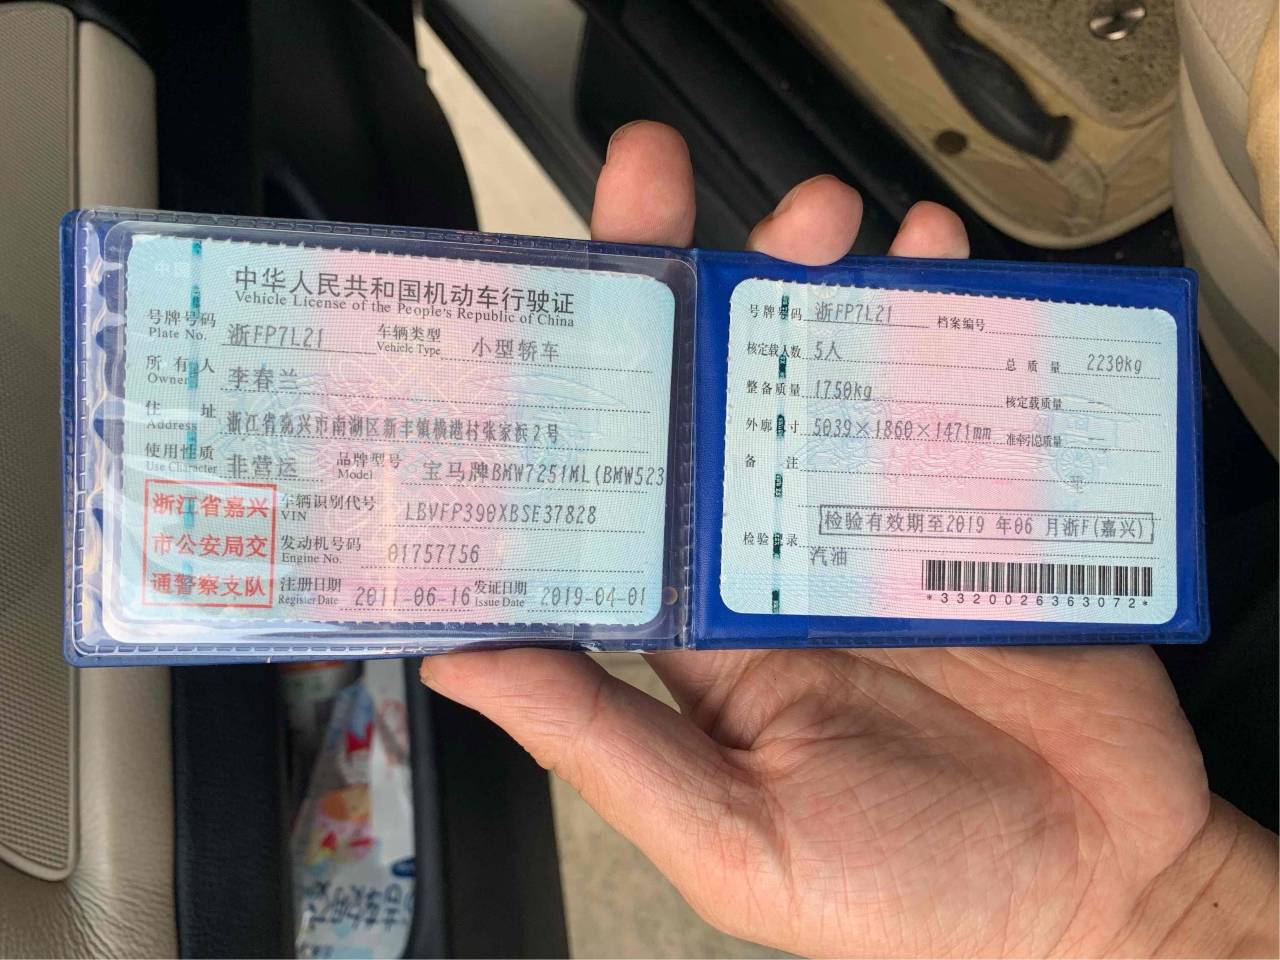 中华人民共和国机动车行驶证
Vehicle License of the People's Republic of China
号牌号码 浙FP7L21 车辆类型 小型轿车
Plate No. Vehicle Type
所有人 李春兰
Owner
住址 浙江省嘉兴市南湖区新丰镇横港村张家浜2号
Address
使用性质 非营运 品牌型号 宝马牌BMW7251ML(BMW523
Use Character Model
浙江省嘉兴
市公安局交
通警察支队
车辆识别代号 LBVFP390XBSE37828
VIN
发动机号码 01757756
Engine No.
注册日期 2011-06-16 发证日期 2019-04-01
Register Date Issue Date
号牌号码 浙FP7L21 档案编号
核定载人数 5人 总质量 2230kg
整备质量 1750kg 核定载质量 --
外廓尺寸 5039×1860×1471mm 准牵引总质量 --
备注
检验有效期至2019 年06 月浙F(嘉兴)
检验记录
汽油
*3320026363072*